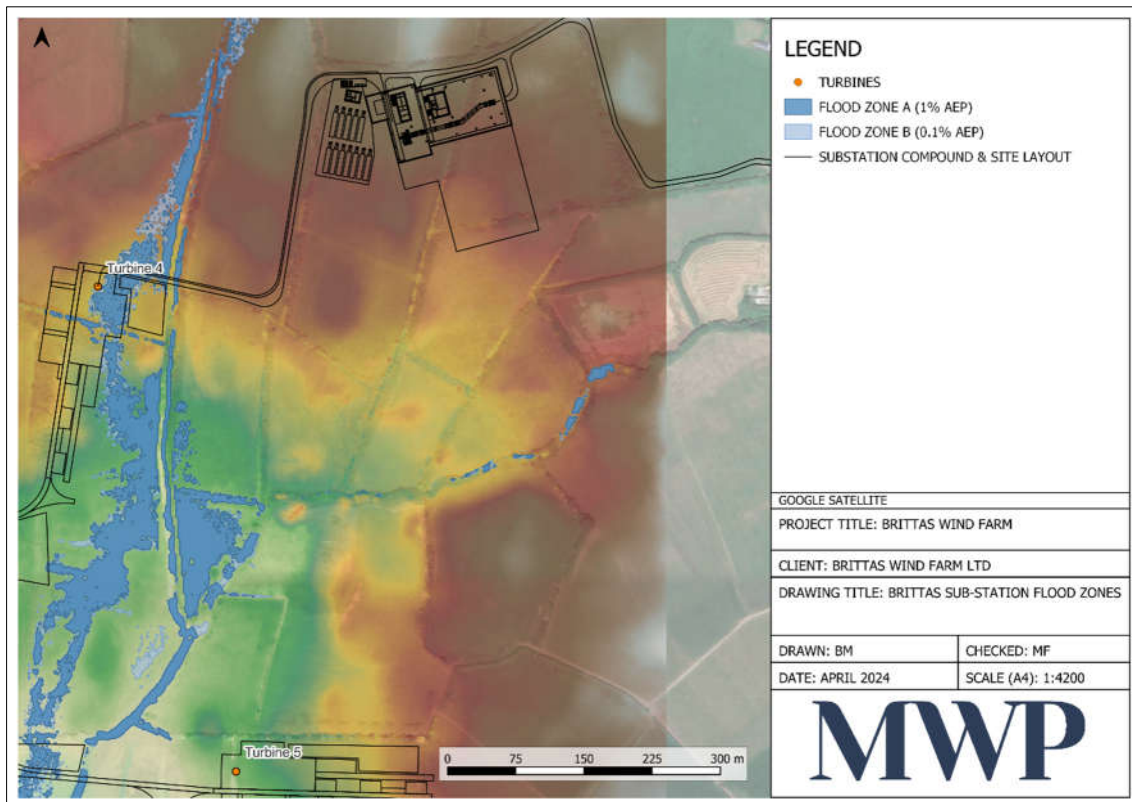 Turbine 4
Turbine 5
0 75 150 225 300 m
LEGEND
TURBINES
FLOOD ZONE A (1% AEP)
FLOOD ZONE B (0.1% AEP)
SUBSTATION COMPOUND & SITE LAYOUT
GOOGLE SATELLITE
PROJECT TITLE: BRITTAS WIND FARM
CLIENT: BRITTAS WIND FARM LTD
DRAWING TITLE: BRITTAS SUB-STATION FLOOD ZONES
DRAWN: BM CHECKED: MF
DATE: APRIL 2024 SCALE (A4): 1:4200
MWP